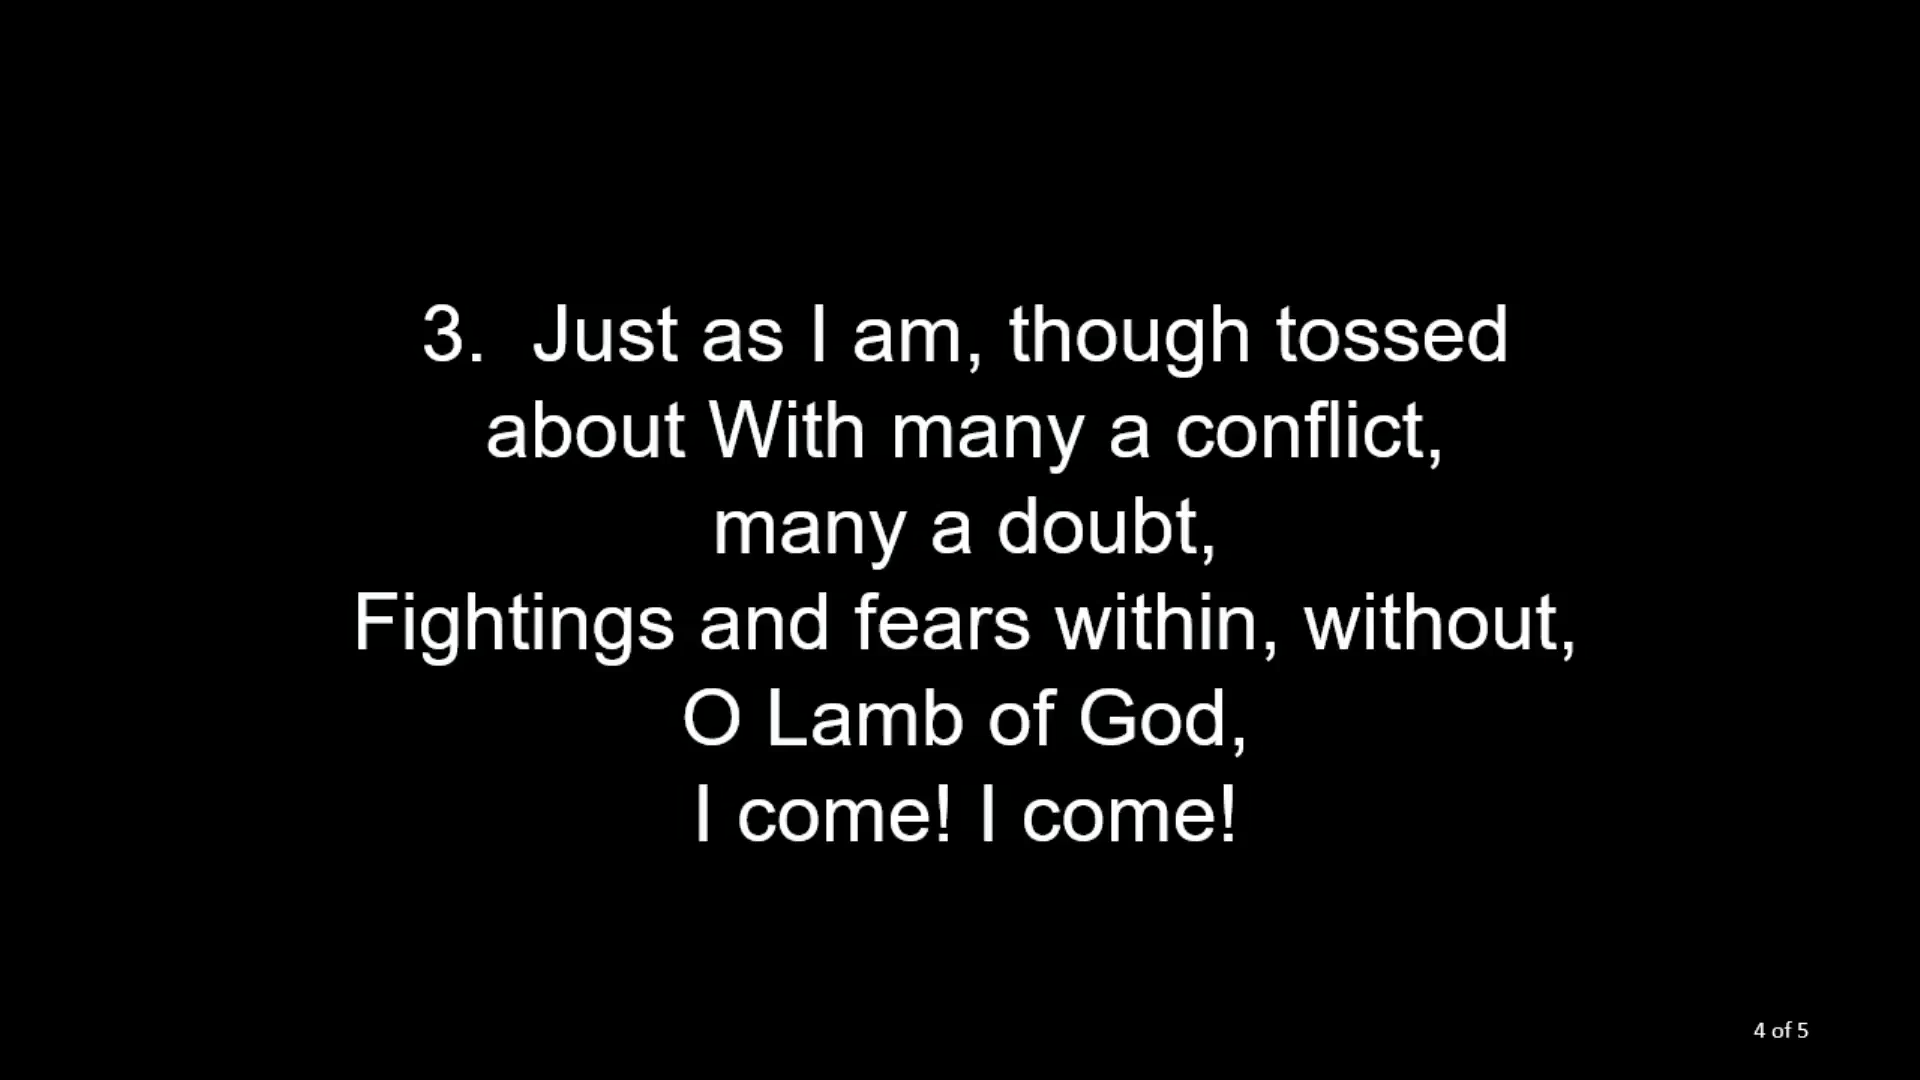 3.  Just as I am, though tossed
about With many a conflict,
many a doubt,
Fightings and fears within, without,
O Lamb of God,
I come! I come!
4 of 5